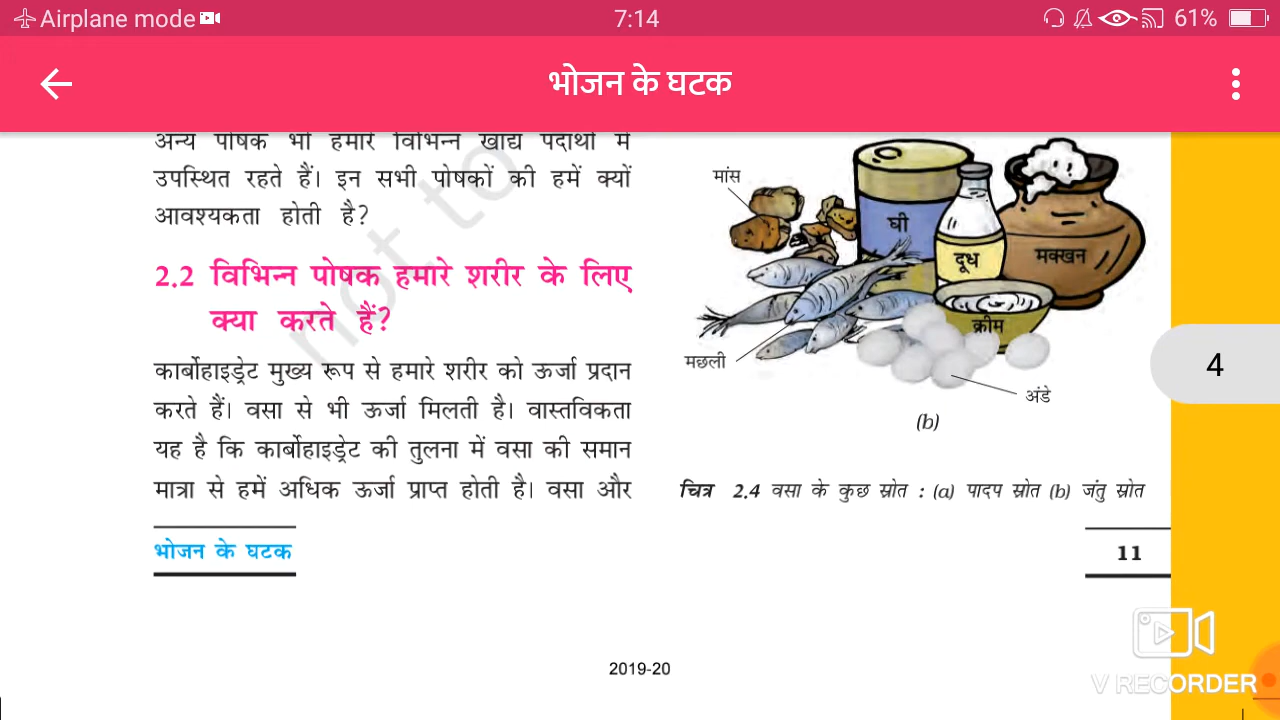 Airplane mode
7:14
61%
भोजन के घटक
अन्य पोषक भी हमारे विभिन्न खाद्य पदार्थों में
उपस्थित रहते हैं। इन सभी पोषकों की हमें क्यों
आवश्यकता होती है?
2.2 विभिन्न पोषक हमारे शरीर के लिए
क्या करते हैं?
कार्बोहाइड्रेट मुख्य रूप से हमारे शरीर को ऊर्जा प्रदान
करते हैं। वसा से भी ऊर्जा मिलती है। वास्तविकता
यह है कि कार्बोहाइड्रेट की तुलना में वसा की समान
मात्रा से हमें अधिक ऊर्जा प्राप्त होती है। वसा और
भोजन के घटक
not to
मांस
घी
दूध
मक्खन
क्रीम
मछली
अंडे
(b)
चित्र 2.4 वसा के कुछ स्रोत : (a) पादप स्रोत (b) जंतु स्रोत
4
11
2019-20
V RECORDER